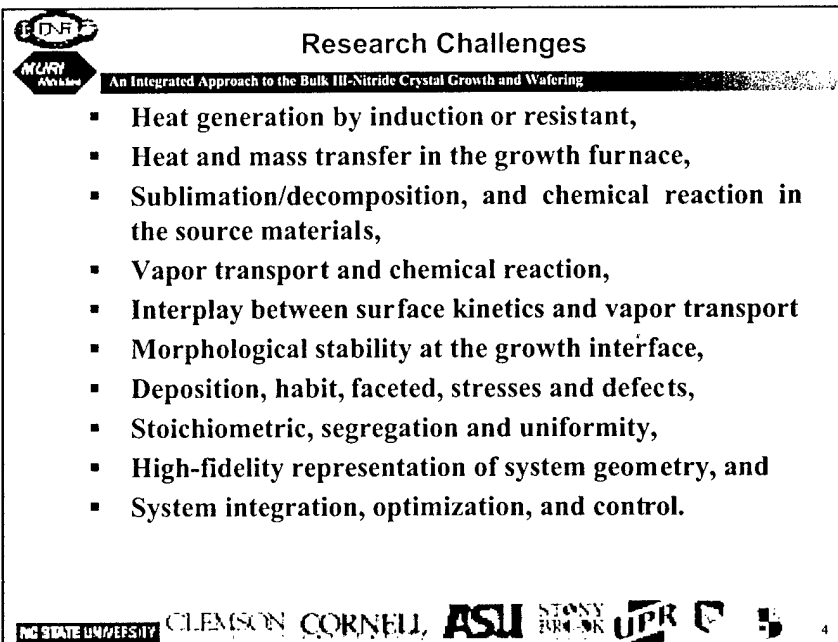 Research Challenges
MURI
An Integrated Approach to the Bulk III-Nitride Crystal Growth and Wafering
▪ Heat generation by induction or resistant,
▪ Heat and mass transfer in the growth furnace,
▪ Sublimation/decomposition, and chemical reaction in
the source materials,
▪ Vapor transport and chemical reaction,
▪ Interplay between surface kinetics and vapor transport
▪ Morphological stability at the growth interface,
▪ Deposition, habit, faceted, stresses and defects,
▪ Stoichiometric, segregation and uniformity,
▪ High-fidelity representation of system geometry, and
▪ System integration, optimization, and control.
NC STATE UNIVERSITY CLEMSON CORNELL ASU STONY BROOK UPR 4